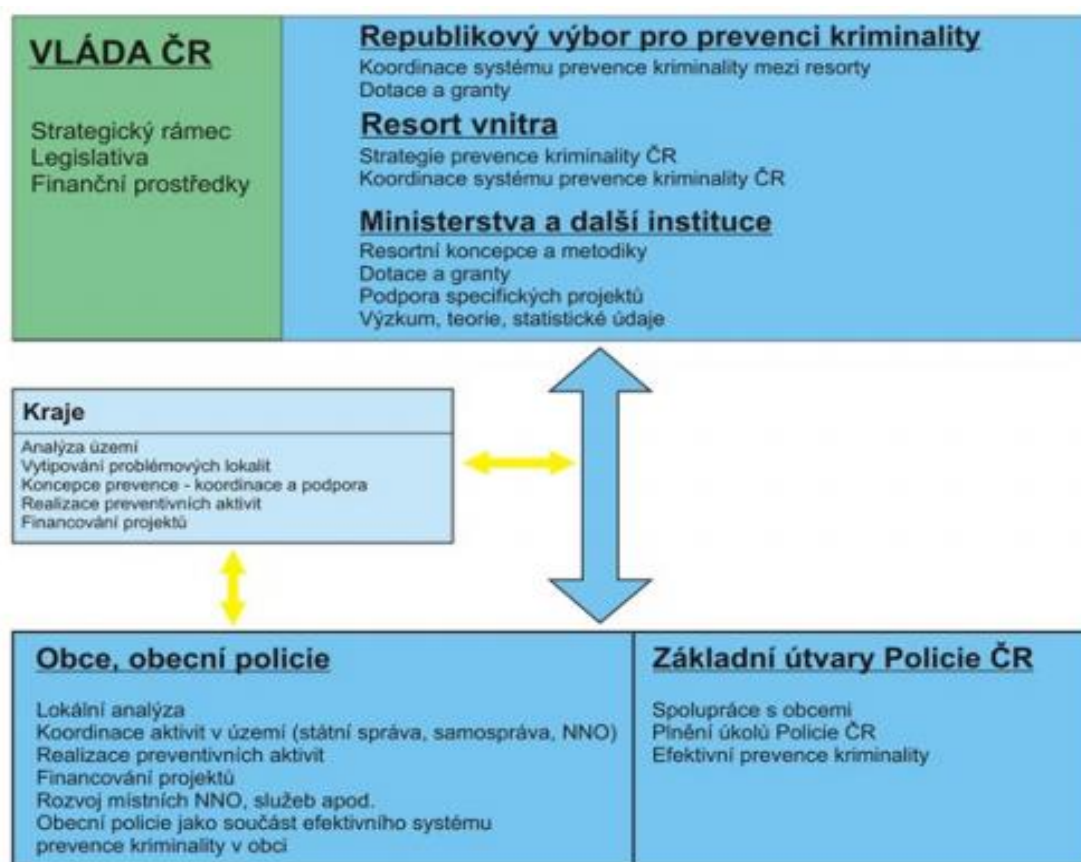 VLÁDA ČR
Strategický rámec
Legislativa
Finanční prostředky
Republikový výbor pro prevenci kriminality
Koordinace systému prevence kriminality mezi resorty
Dotace a granty
Resort vnitra
Strategie prevence kriminality ČR
Koordinace systému prevence kriminality ČR
Ministerstva a další instituce
Resortní koncepce a metodiky
Dotace a granty
Podpora specifických projektů
Výzkum, teorie, statistické údaje
Kraje
Analýza území
Vytipování problémových lokalit
Koncepce prevence - koordinace a podpora
Realizace preventivních aktivit
Financování projektů
Obce, obecní policie
Lokální analýza
Koordinace aktivit v území (státní správa, samospráva, NNO)
Realizace preventivních aktivit
Financování projektů
Rozvoj místních NNO, služeb apod.
Obecní policie jako součást efektivního systému
prevence kriminality v obci
Základní útvary Policie ČR
Spolupráce s obcemi
Plnění úkolů Policie ČR
Efektivní prevence kriminality